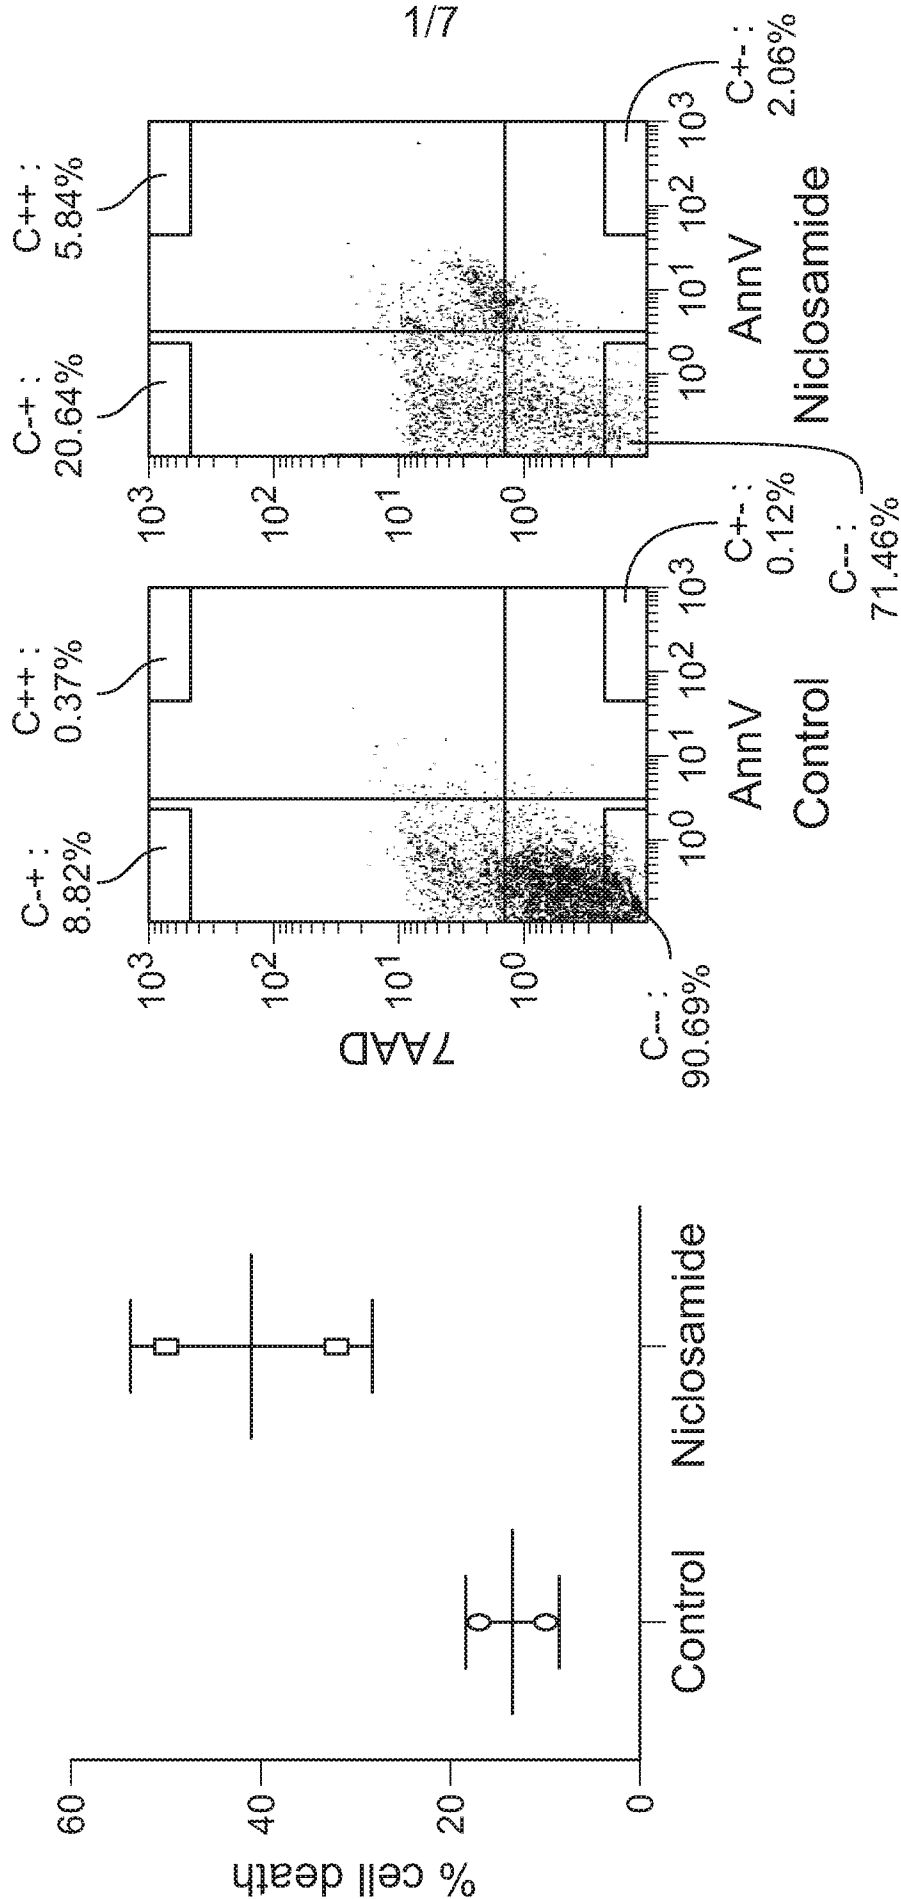 1/7
% cell death
60
40
20
0
Control
Niclosamide
7AAD
C-+ :
8.82%
C++ :
0.37%
10³
10²
10¹
10⁰
10⁰
10¹
10²
10³
C-- :
90.69%
C+- :
0.12%
AnnV
Control
C-+ :
20.64%
C++ :
5.84%
10³
10²
10¹
10⁰
10⁰
10¹
10²
10³
C-- :
71.46%
C+- :
2.06%
AnnV
Niclosamide